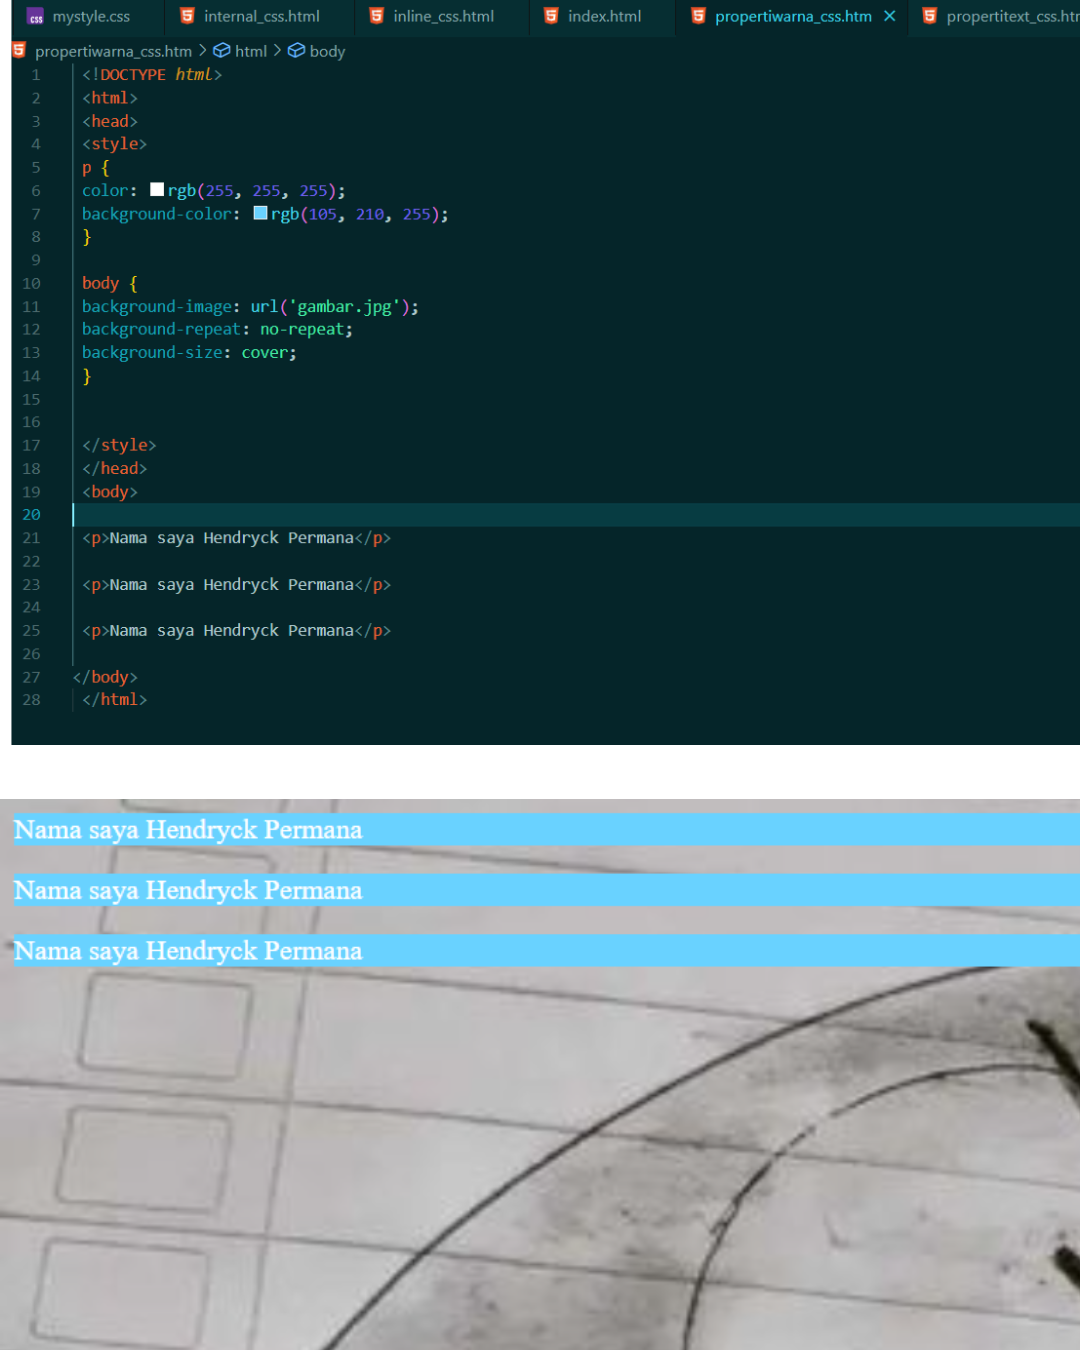 mystyle.css internal_css.html inline_css.html index.html propertiwarna_css.htm propertitext_css.htm
propertiwarna_css.htm > html > body
1 <!DOCTYPE html>
2 <html>
3 <head>
4 <style>
5 p {
6 color: rgb(255, 255, 255);
7 background-color: rgb(105, 210, 255);
8 }
9
10 body {
11 background-image: url('gambar.jpg');
12 background-repeat: no-repeat;
13 background-size: cover;
14 }
15
16
17 </style>
18 </head>
19 <body>
20
21 <p>Nama saya Hendryck Permana</p>
22
23 <p>Nama saya Hendryck Permana</p>
24
25 <p>Nama saya Hendryck Permana</p>
26
27 </body>
28 </html>
Nama saya Hendryck Permana
Nama saya Hendryck Permana
Nama saya Hendryck Permana